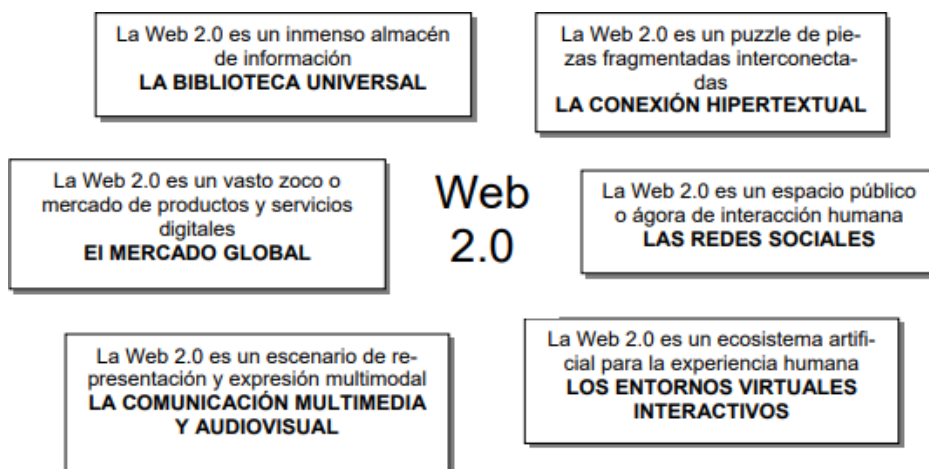 La Web 2.0 es un inmenso almacén
de información
LA BIBLIOTECA UNIVERSAL
La Web 2.0 es un puzzle de pie-
zas fragmentadas interconecta-
das
LA CONEXIÓN HIPERTEXTUAL
La Web 2.0 es un vasto zoco o
mercado de productos y servicios
digitales
El MERCADO GLOBAL
Web
2.0
La Web 2.0 es un espacio público
o ágora de interacción humana
LAS REDES SOCIALES
La Web 2.0 es un escenario de re-
presentación y expresión multimodal
LA COMUNICACIÓN MULTIMEDIA
Y AUDIOVISUAL
La Web 2.0 es un ecosistema artifi-
cial para la experiencia humana
LOS ENTORNOS VIRTUALES
INTERACTIVOS